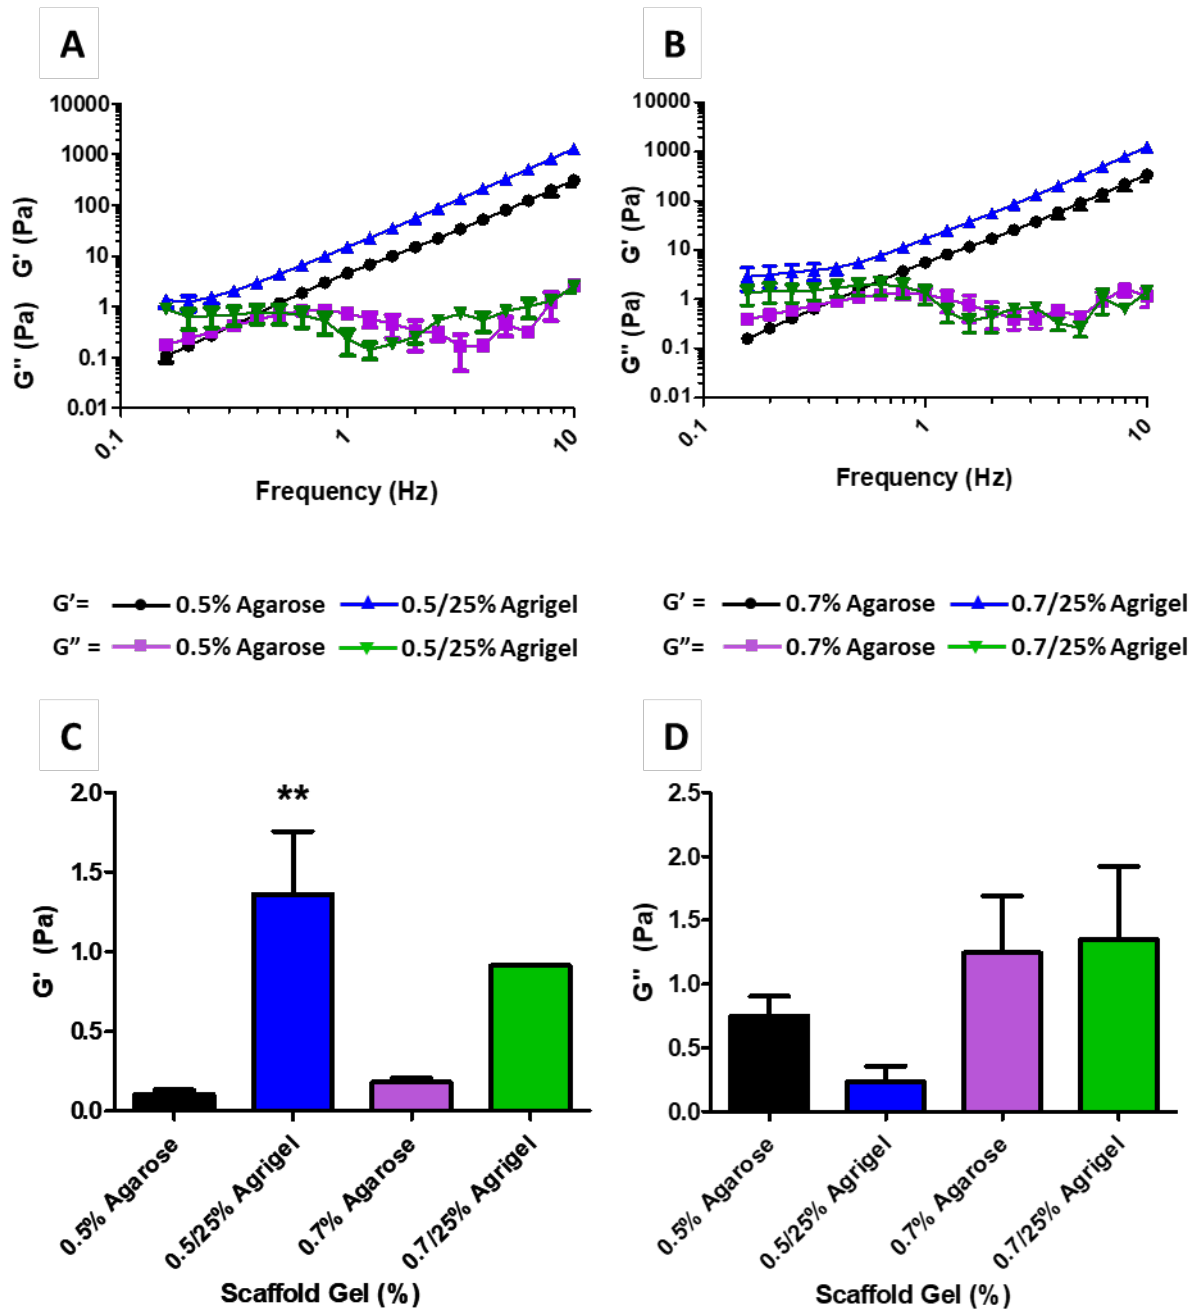 A
B
10000
1000
100
10
1
0.1
0.01
G'' (Pa) G' (Pa)
0.1
1
10
Frequency (Hz)
10000
1000
100
10
1
0.1
0.01
G'' (Pa) G' (Pa)
0.1
1
10
Frequency (Hz)
G'= 0.5% Agarose 0.5/25% Agrigel
G'' = 0.5% Agarose 0.5/25% Agrigel
G' = 0.7% Agarose 0.7/25% Agrigel
G''= 0.7% Agarose 0.7/25% Agrigel
C
D
2.0
1.5
1.0
0.5
0.0
G' (Pa)
**
0.5% Agarose
0.5/25% Agrigel
0.7% Agarose
0.7/25% Agrigel
Scaffold Gel (%)
2.5
2.0
1.5
1.0
0.5
0.0
G'' (Pa)
0.5% Agarose
0.5/25% Agrigel
0.7% Agarose
0.7/25% Agrigel
Scaffold Gel (%)